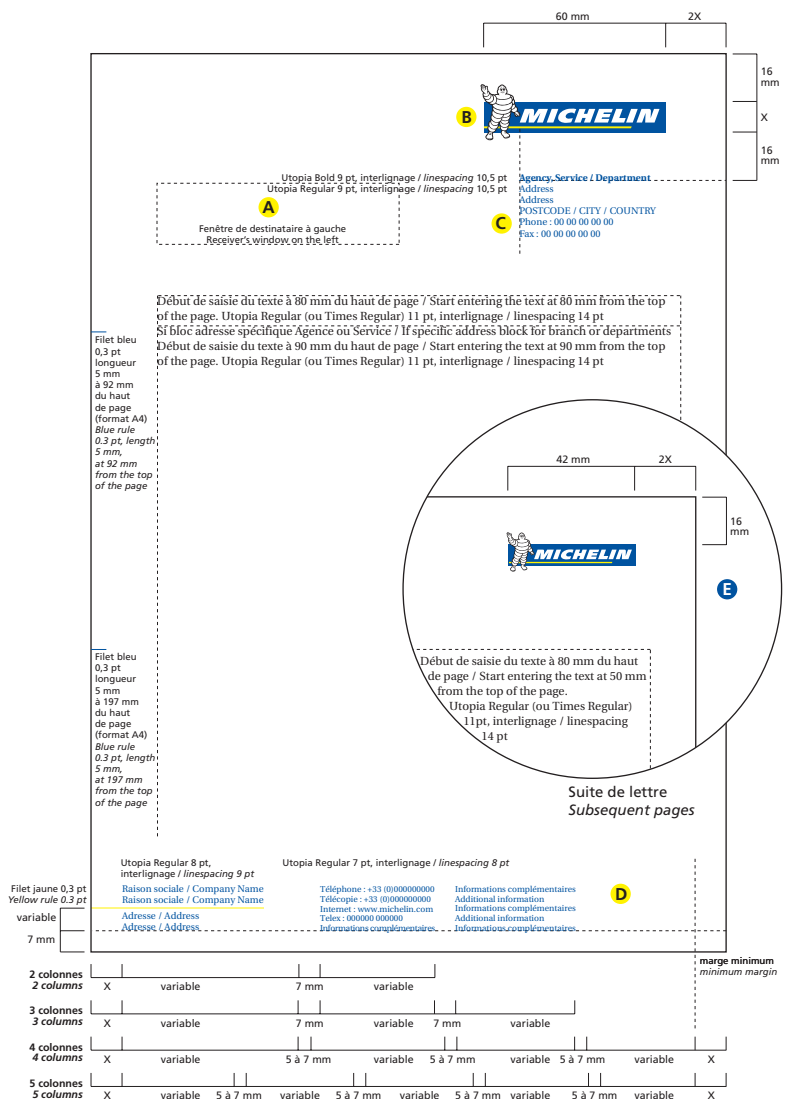 60 mm
2X
16
mm
X
16
mm
B
MICHELIN
Utopia Bold 9 pt, interlignage / linespacing 10,5 pt
Agency, Service / Department
Utopia Regular 9 pt, interlignage / linespacing 10,5 pt
Address
Address
POSTCODE / CITY / COUNTRY
Phone : 00 00 00 00 00
Fax : 00 00 00 00 00
A
C
Fenêtre de destinataire à gauche
Receiver's window on the left
Début de saisie du texte à 80 mm du haut de page / Start entering the text at 80 mm from the top
of the page. Utopia Regular (ou Times Regular) 11 pt, interlignage / linespacing 14 pt
Si bloc adresse spécifique Agence ou Service / If specific address block for branch or departments
Début de saisie du texte à 90 mm du haut de page / Start entering the text at 90 mm from the top
of the page. Utopia Regular (ou Times Regular) 11 pt, interlignage / linespacing 14 pt
Filet bleu
0,3 pt
longueur
5 mm
à 92 mm
du haut
de page
(format A4)
Blue rule
0.3 pt, length
5 mm,
at 92 mm
from the top
of the page
42 mm
2X
16
mm
MICHELIN
E
Début de saisie du texte à 80 mm du haut
de page / Start entering the text at 50 mm
from the top of the page.
Utopia Regular (ou Times Regular)
11pt, interlignage / linespacing
14 pt
Suite de lettre
Subsequent pages
Filet bleu
0,3 pt
longueur
5 mm
à 197 mm
du haut
de page
(format A4)
Blue rule
0.3 pt, length
5 mm,
at 197 mm
from the top
of the page
Utopia Regular 8 pt,
interlignage / linespacing 9 pt
Utopia Regular 7 pt, interlignage / linespacing 8 pt
Filet jaune 0,3 pt
Yellow rule 0.3 pt
variable
7 mm
Raison sociale / Company Name
Raison sociale / Company Name
Adresse / Address
Adresse / Address
Téléphone : +33 (0)000000000
Télécopie : +33 (0)000000000
Internet : www.michelin.com
Telex : 000000 000000
Informations complémentaires
Informations complémentaires
Additional information
Informations complémentaires
Additional information
Informations complémentaires
D
marge minimum
minimum margin
2 colonnes
2 columns
X
variable
7 mm
variable
3 colonnes
3 columns
X
variable
7 mm
variable
7 mm
variable
4 colonnes
4 columns
X
variable
5 à 7 mm
variable
5 à 7 mm
variable
5 à 7 mm
variable
X
5 colonnes
5 columns
X
variable
5 à 7 mm
variable
5 à 7 mm
variable
5 à 7 mm
variable
5 à 7 mm
variable
X